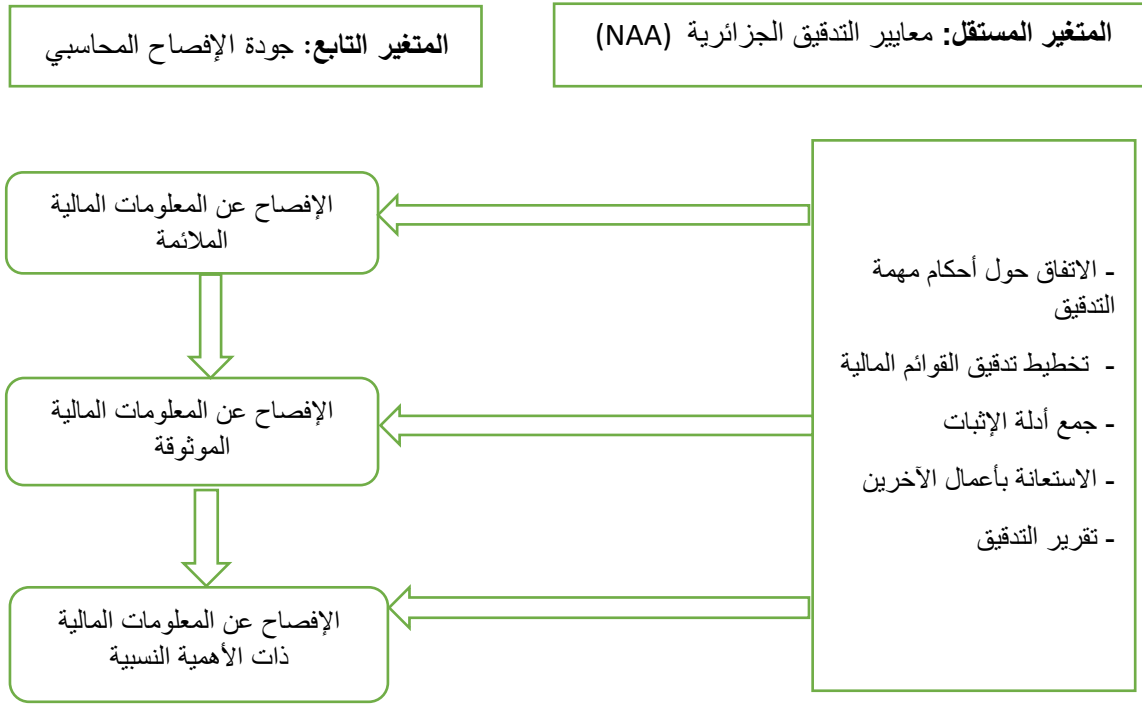 المتغير المستقل: معايير التدقيق الجزائرية (NAA)
المتغير التابع: جودة الإفصاح المحاسبي
- الاتفاق حول أحكام مهمة
التدقيق
- تخطيط تدقيق القوائم المالية
- جمع أدلة الإثبات
- الاستعانة بأعمال الآخرين
- تقرير التدقيق
الإفصاح عن المعلومات المالية
الملائمة
الإفصاح عن المعلومات المالية
الموثوقة
الإفصاح عن المعلومات المالية
ذات الأهمية النسبية